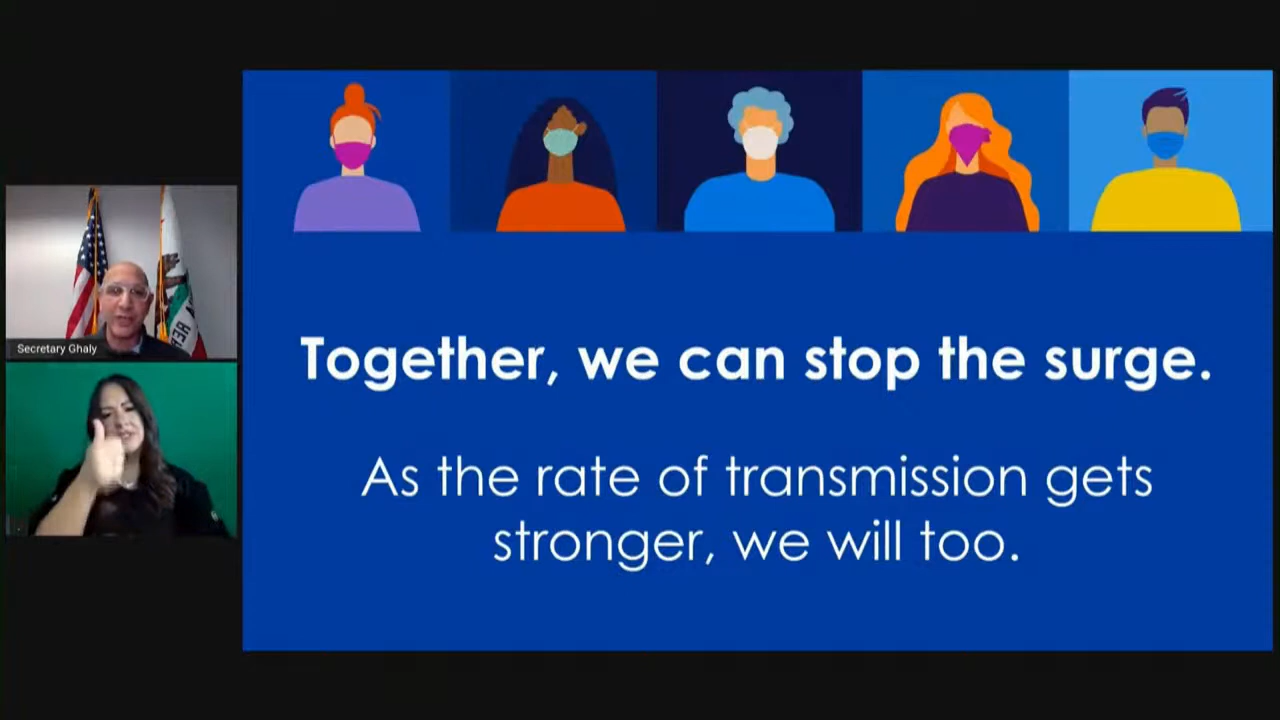 Together, we can stop the surge.
As the rate of transmission gets
stronger, we will too.
Secretary Ghaly